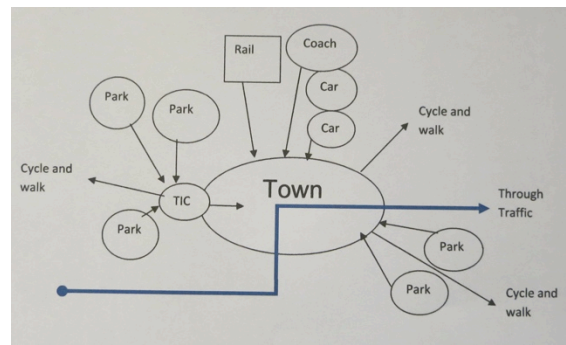 Rail
Coach
Car
Car
Park
Park
Cycle and
walk
Cycle and
walk
TIC
Town
Through
Traffic
Park
Park
Park
Cycle and
walk